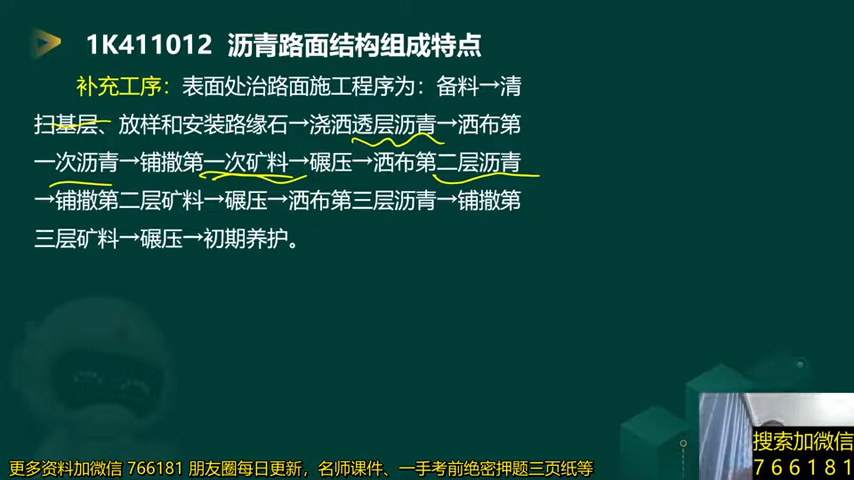 1K411012 沥青路面结构组成特点
补充工序：表面处治路面施工程序为：备料→清
扫基层、放样和安装路缘石→浇洒透层沥青→洒布第
一次沥青→铺撒第一次矿料→碾压→洒布第二层沥青
→铺撒第二层矿料→碾压→洒布第三层沥青→铺撒第
三层矿料→碾压→初期养护。
搜索加微信
766181
更多资料加微信 766181 朋友圈每日更新，名师课件、一手考前绝密押题三页纸等